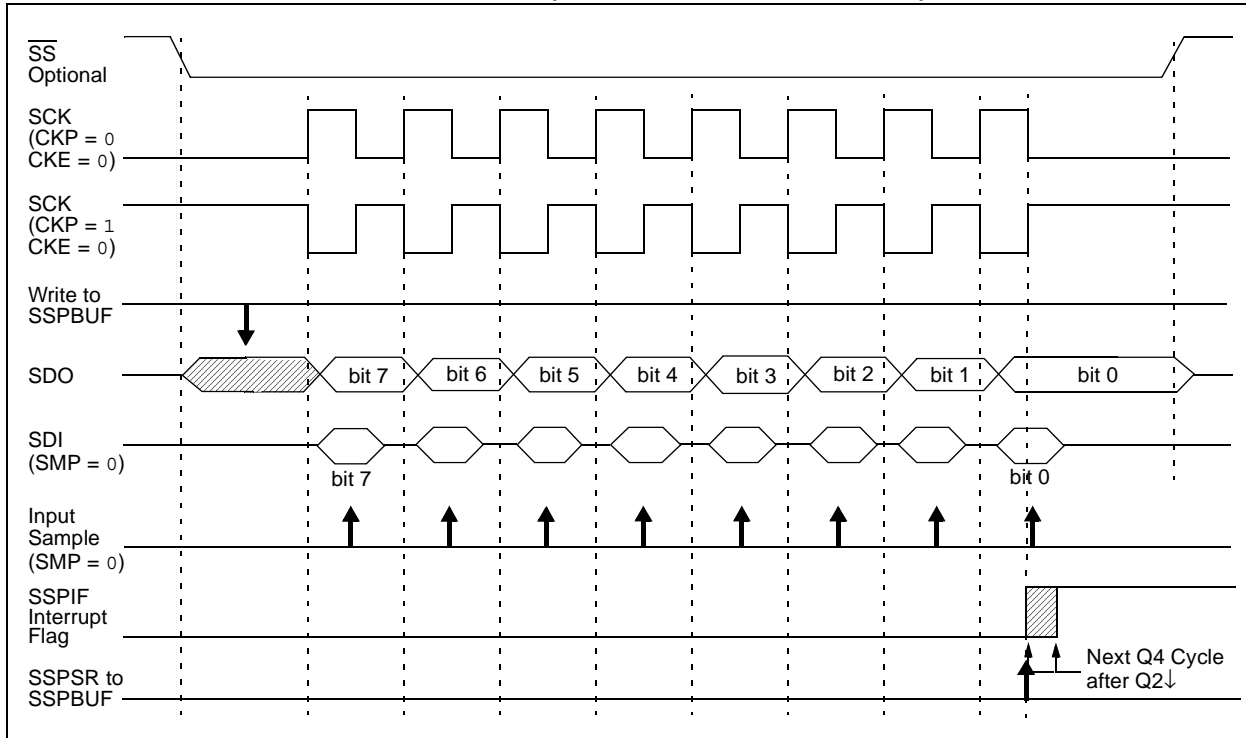 SS
Optional
SCK
(CKP = 0
CKE = 0)
SCK
(CKP = 1
CKE = 0)
Write to
SSPBUF
SDO
bit 7
bit 6
bit 5
bit 4
bit 3
bit 2
bit 1
bit 0
SDI
(SMP = 0)
bit 7
bit 0
Input
Sample
(SMP = 0)
SSPIF
Interrupt
Flag
SSPSR to
SSPBUF
Next Q4 Cycle
after Q2↓